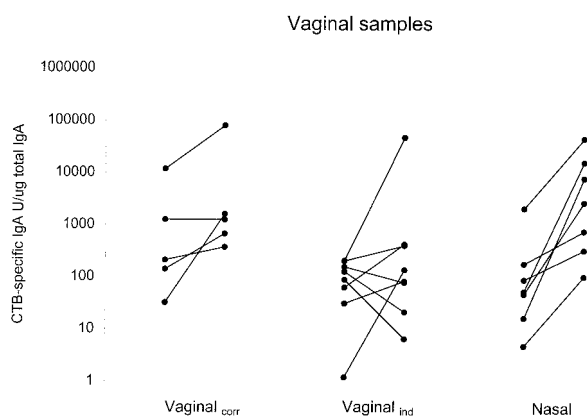 Vaginal samples
CTB-specific IgA U/ug total IgA
1000000
100000
10000
1000
100
10
1
Vaginal corr
Vaginal ind
Nasal